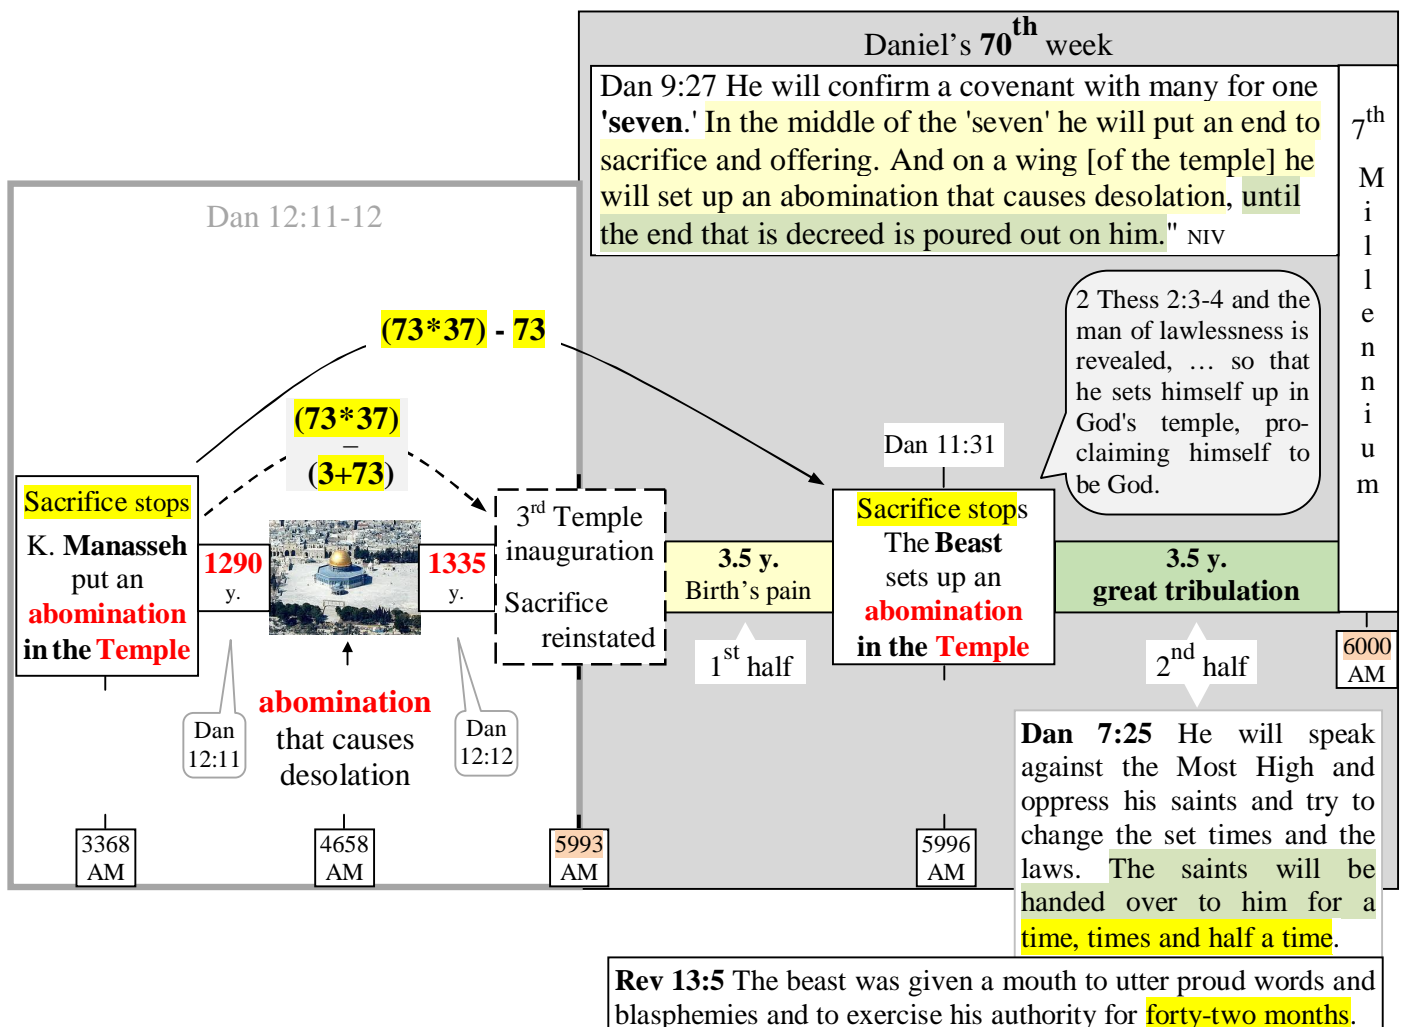 Daniel's 70th week
Dan 9:27 He will confirm a covenant with many for one
'seven.' In the middle of the 'seven' he will put an end to
sacrifice and offering. And on a wing [of the temple] he
will set up an abomination that causes desolation, until
the end that is decreed is poured out on him." NIV
7th
M
i
l
l
e
n
n
i
u
m
Dan 12:11-12
2 Thess 2:3-4 and the
man of lawlessness is
revealed, … so that
he sets himself up in
God's temple, pro-
claiming himself to
be God.
(73*37) - 73
(73*37)
–
(3+73)
Dan 11:31
Sacrifice stops
K. Manasseh
put an
abomination
in the Temple
1290
y.
1335
y.
3rd Temple
inauguration
Sacrifice
reinstated
3.5 y.
Birth's pain
Sacrifice stops
The Beast
sets up an
abomination
in the Temple
3.5 y.
great tribulation
1st half
2nd half
6000
AM
abomination
that causes
desolation
Dan
12:11
Dan
12:12
3368
AM
4658
AM
5993
AM
5996
AM
Dan 7:25 He will speak
against the Most High and
oppress his saints and try to
change the set times and the
laws. The saints will be
handed over to him for a
time, times and half a time.
Rev 13:5 The beast was given a mouth to utter proud words and
blasphemies and to exercise his authority for forty-two months.